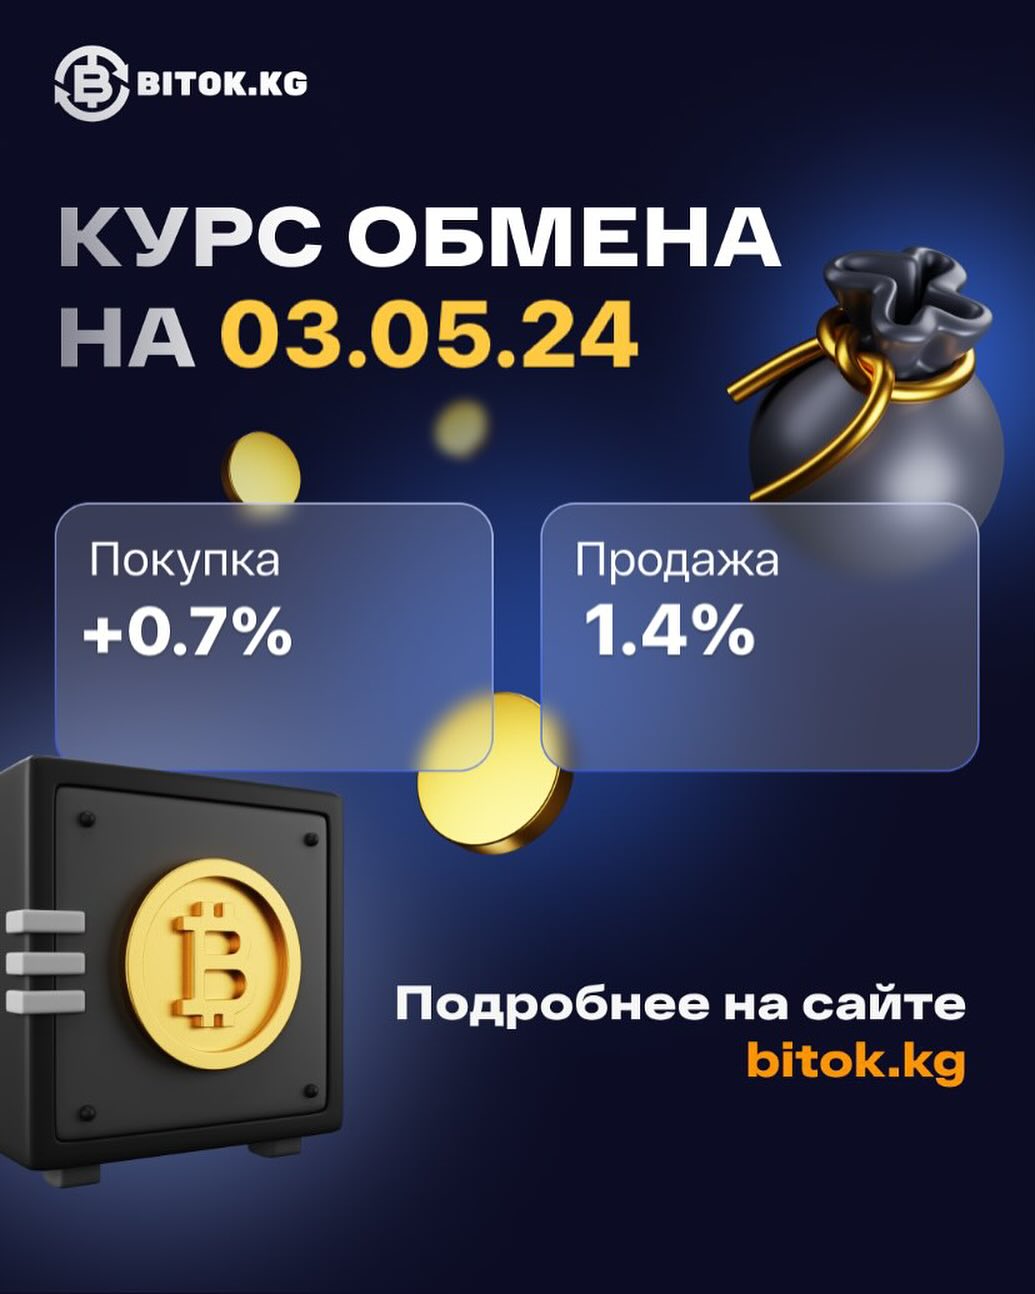 BITOK.KG
КУРС ОБМЕНА
НА 03.05.24
Покупка
+0.7%
Продажа
1.4%
Подробнее на сайте
bitok.kg